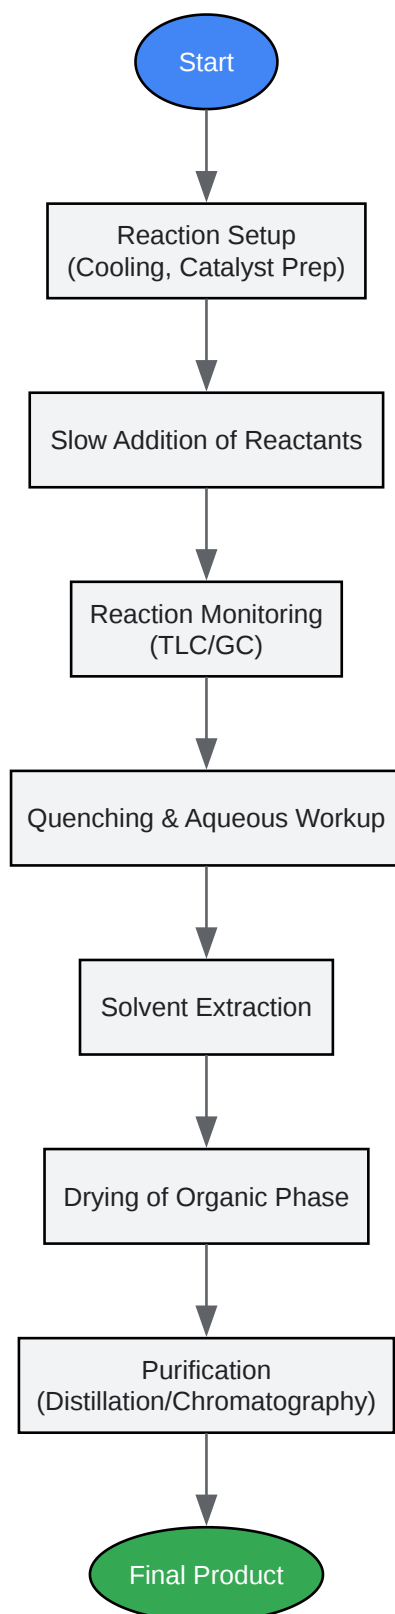 Start
Reaction Setup
(Cooling, Catalyst Prep)
Slow Addition of Reactants
Reaction Monitoring
(TLC/GC)
Quenching & Aqueous Workup
Solvent Extraction
Drying of Organic Phase
Purification
(Distillation/Chromatography)
Final Product